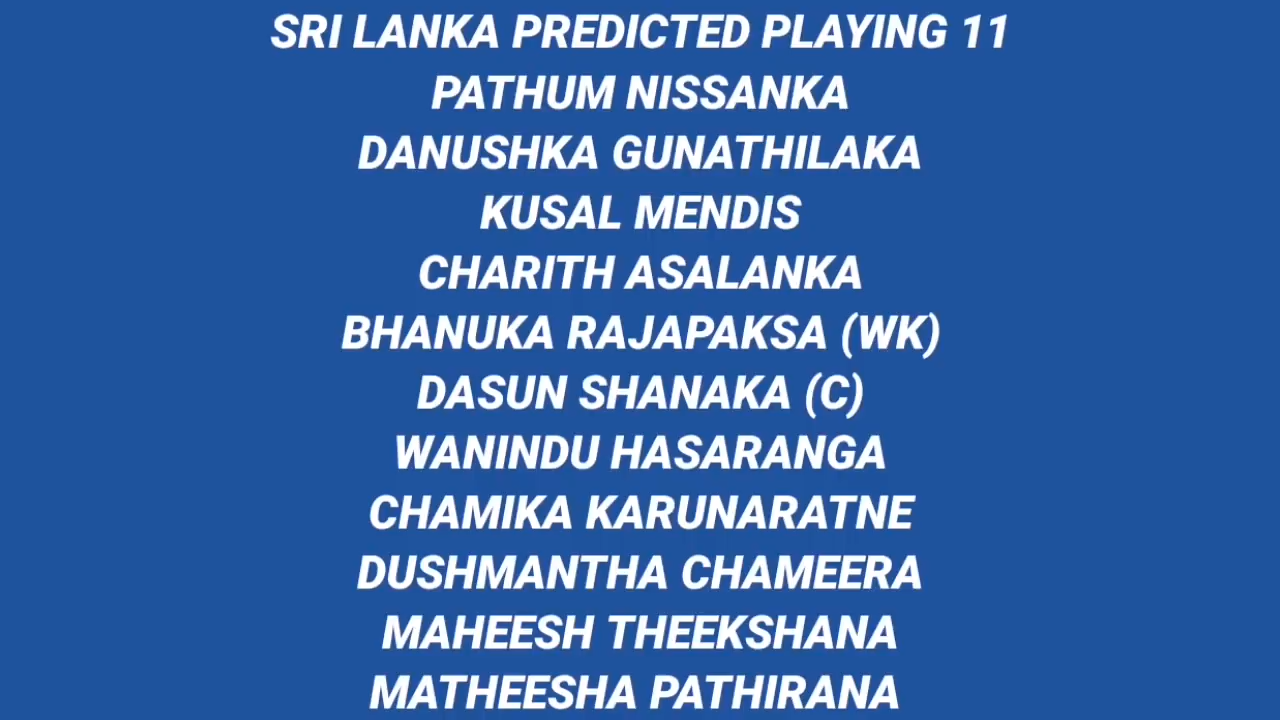 SRI LANKA PREDICTED PLAYING 11
PATHUM NISSANKA
DANUSHKA GUNATHILAKA
KUSAL MENDIS
CHARITH ASALANKA
BHANUKA RAJAPAKSA (WK)
DASUN SHANAKA (C)
WANINDU HASARANGA
CHAMIKA KARUNARATNE
DUSHMANTHA CHAMEERA
MAHEESH THEEKSHANA
MATHEESHA PATHIRANA